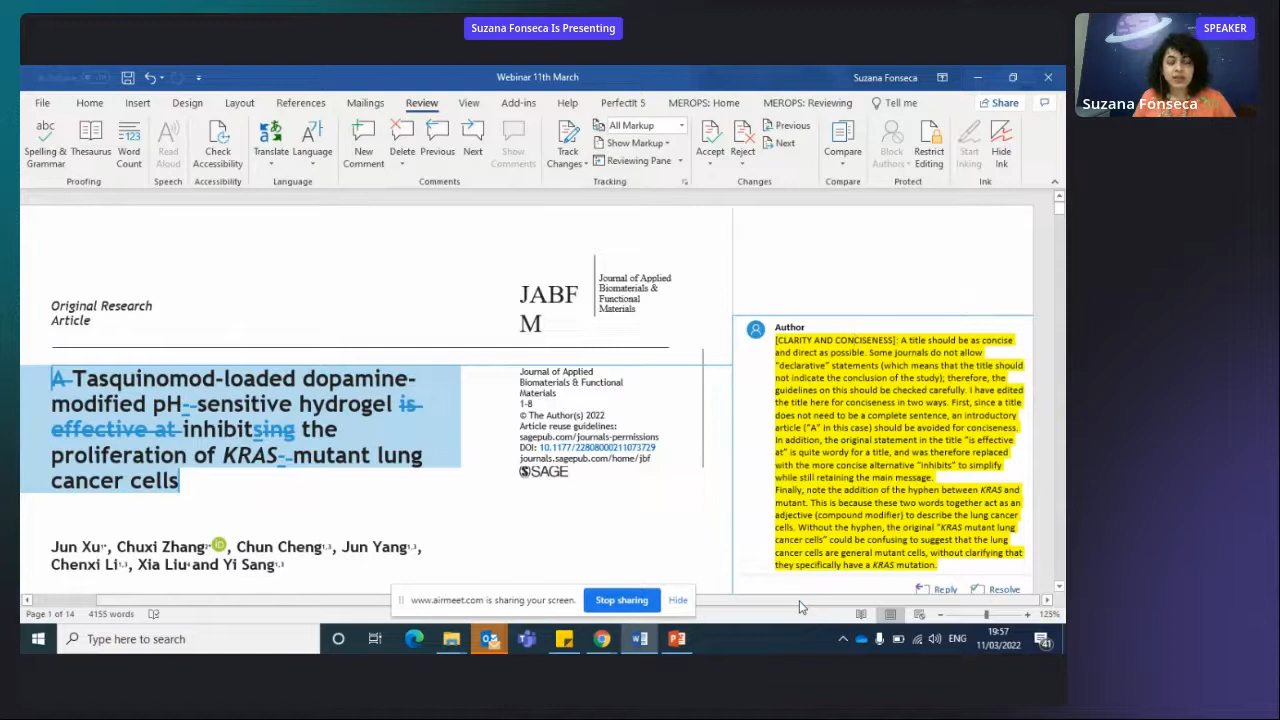 Suzana Fonseca Is Presenting
SPEAKER
Suzana Fonseca
Webinar 11th March
Suzana Fonseca
File Home Insert Design Layout References Mailings Review View Add-ins Help PerfectIt 5 MEROPS: Home MEROPS: Reviewing Tell me Share
abc
Spelling & Grammar
Thesaurus
123
Word Count
Read Aloud
Check Accessibility
Translate
Language
New Comment
Delete
Previous
Next
Show Comments
Track Changes
All Markup
Show Markup
Reviewing Pane
Accept
Reject
Previous
Next
Compare
Block Authors
Restrict Editing
Start Inking
Hide Ink
Proofing Speech Accessibility Language Comments Tracking Changes Compare Protect Ink
Original Research
Article
JABF
M
Journal of Applied
Biomaterials &
Functional
Materials
A Tasquinomod-loaded dopamine-
modified pH- sensitive hydrogel is
effective at inhibitsing the
proliferation of KRAS- mutant lung
cancer cells
Journal of Applied
Biomaterials & Functional
Materials
1-8
© The Author(s) 2022
Article reuse guidelines:
sagepub.com/journals-permissions
DOI: 10.1177/22808000211073729
journals.sagepub.com/home/jbf
SAGE
Jun Xu, Chuxi Zhang, Chun Cheng, Jun Yang,
Chenxi Li, Xia Liu and Yi Sang
Author
[CLARITY AND CONCISENESS]: A title should be as concise
and direct as possible. Some journals do not allow
"declarative" statements (which means that the title should
not indicate the conclusion of the study); therefore, the
guidelines on this should be checked carefully. I have edited
the title here for conciseness in two ways. First, since a title
does not need to be a complete sentence, an introductory
article ("A" in this case) should be avoided for conciseness.
In addition, the original statement in the title "is effective
at" is quite wordy for a title, and was therefore replaced
with the more concise alternative "inhibits" to simplify
while still retaining the main message.
Finally, note the addition of the hyphen between KRAS and
mutant. This is because these two words together act as an
adjective (compound modifier) to describe the lung cancer
cells. Without the hyphen, the original "KRAS mutant lung
cancer cells" could be confusing to suggest that the lung
cancer cells are general mutant cells, without clarifying that
they specifically have a KRAS mutation.
Reply Resolve
www.airmeet.com is sharing your screen. Stop sharing Hide
Page 1 of 14 4155 words 125%
Type here to search
ENG
19:57
11/03/2022
41